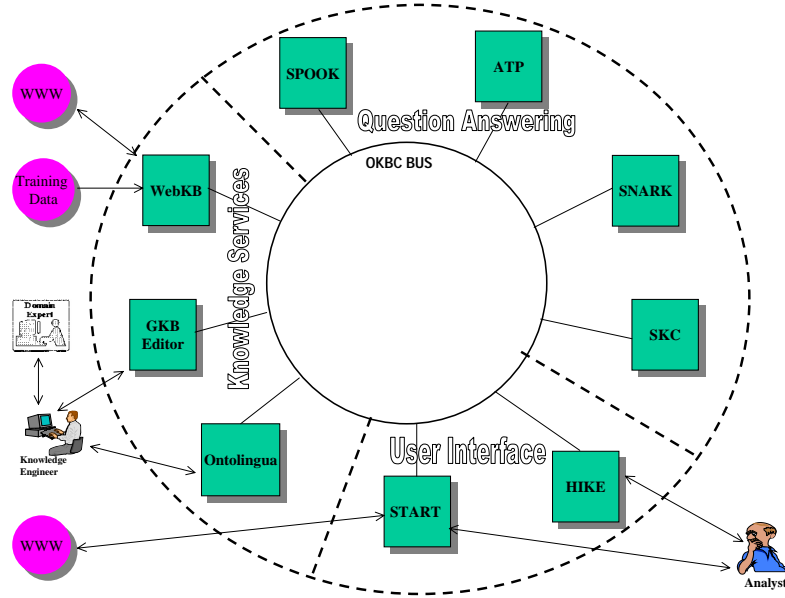 SPOOK
ATP
WWW
Question Answering
OKBC BUS
Training
Data
WebKB
SNARK
Knowledge Services
Domain
Expert
GKB
Editor
SKC
Knowledge
Engineer
Ontolingua
User Interface
HIKE
START
WWW
Analyst